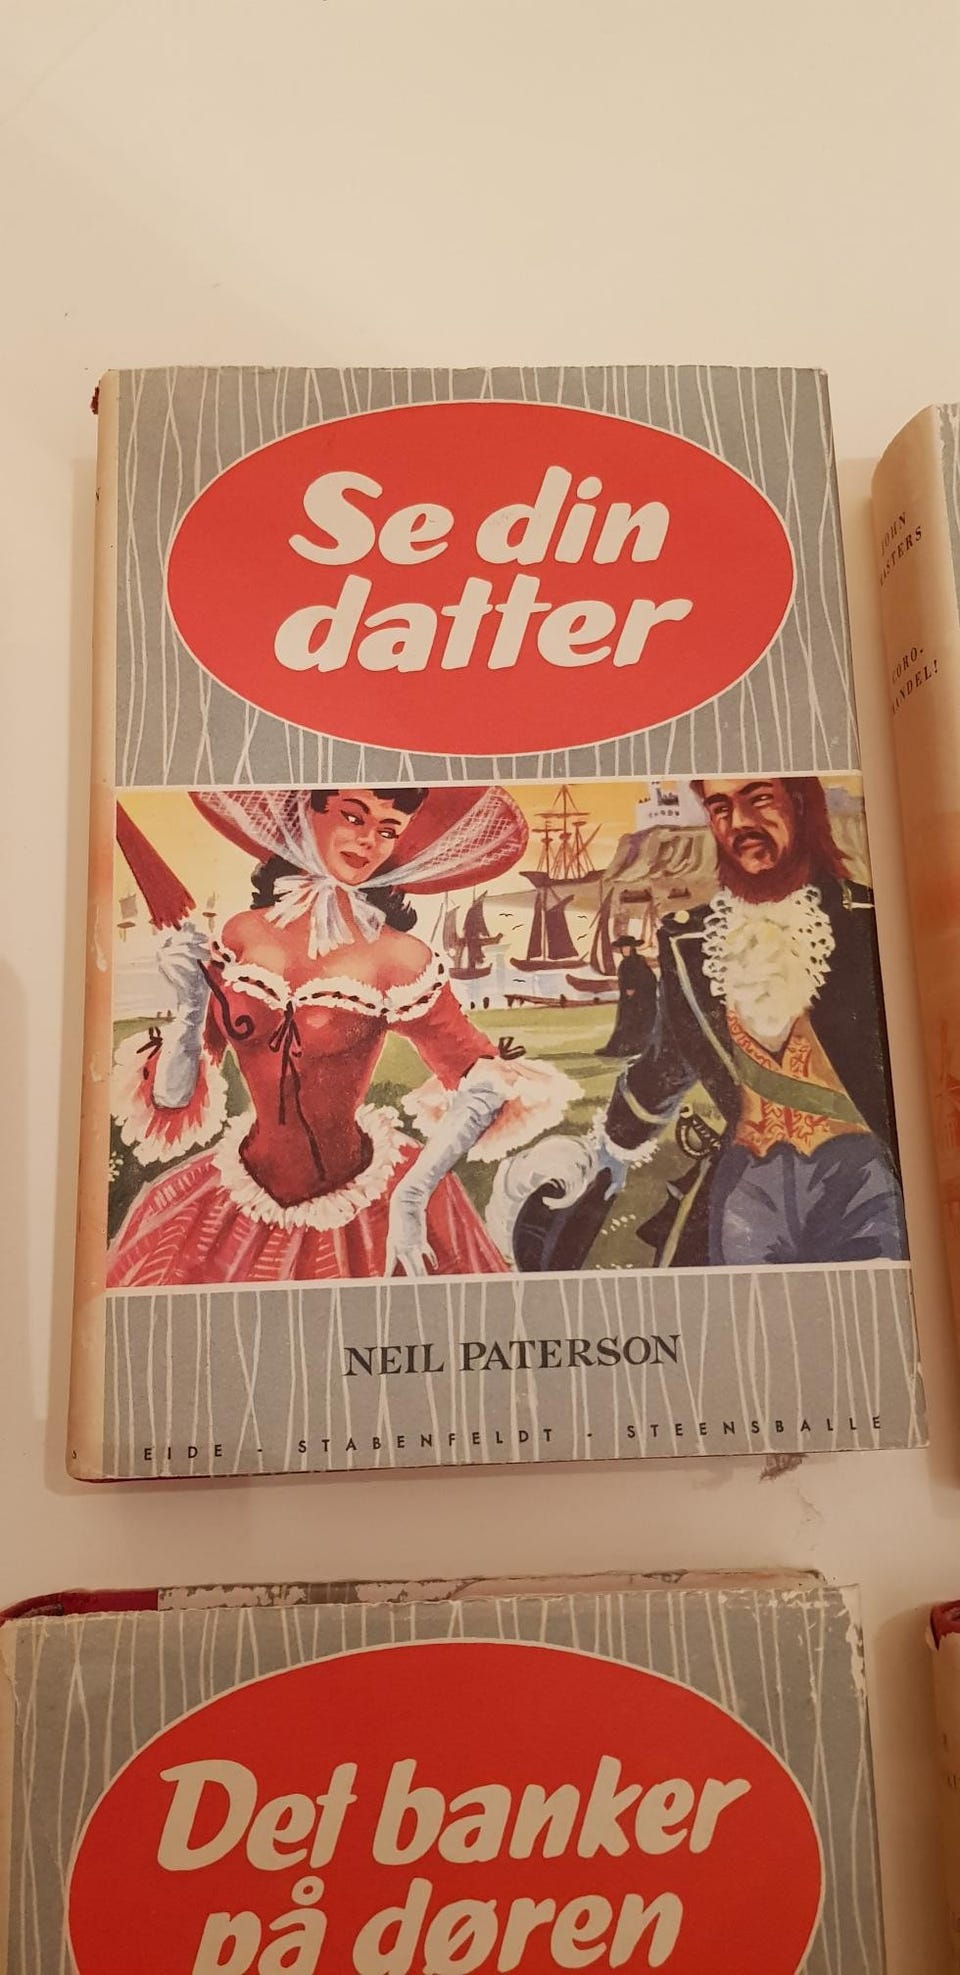 Se din
datter
NEIL PATERSON
EIDE - STABENFELDT - STEENSBALLE
JOHN
MASTERS
CORO-
MANDEL!
Det banker
på døren